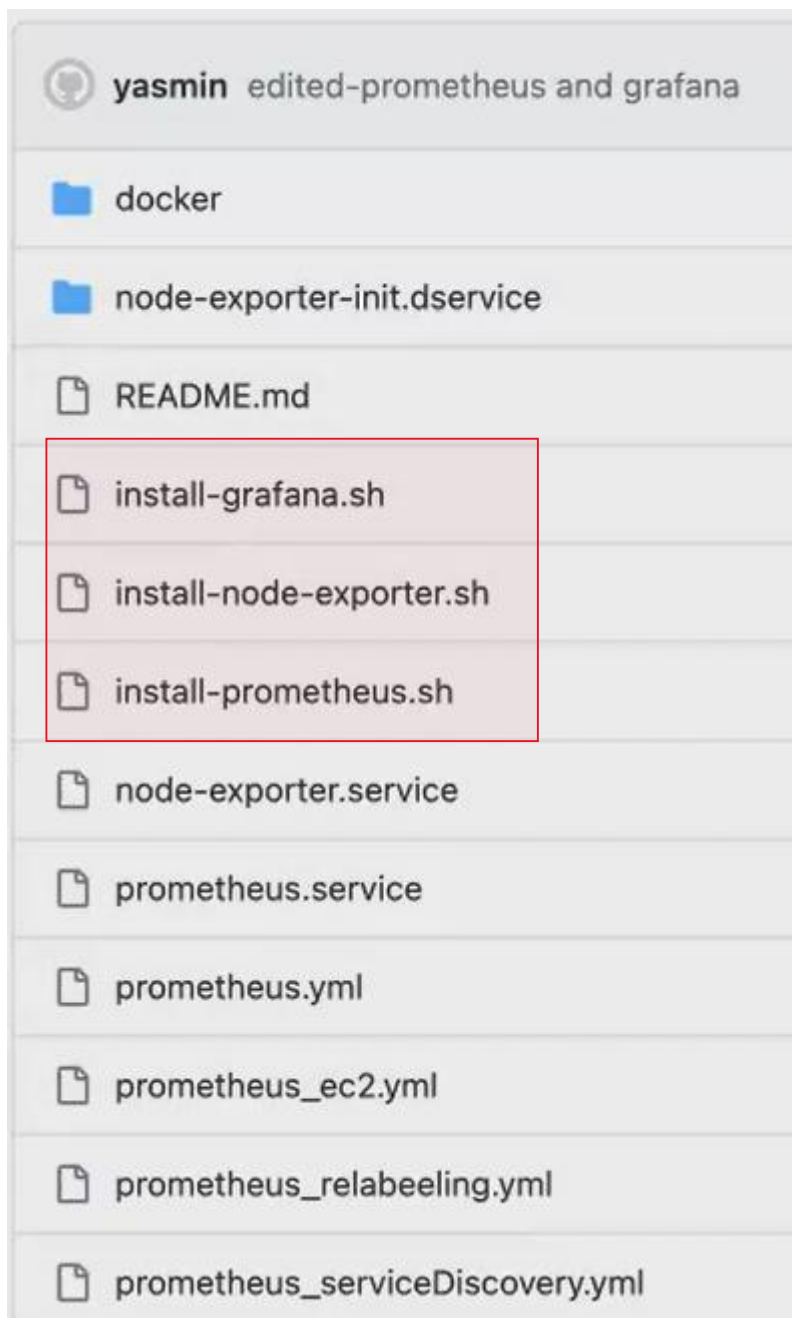 yasmin edited-prometheus and grafana
docker
node-exporter-init.dservice
README.md
install-grafana.sh
install-node-exporter.sh
install-prometheus.sh
node-exporter.service
prometheus.service
prometheus.yml
prometheus_ec2.yml
prometheus_relabeeling.yml
prometheus_serviceDiscovery.yml